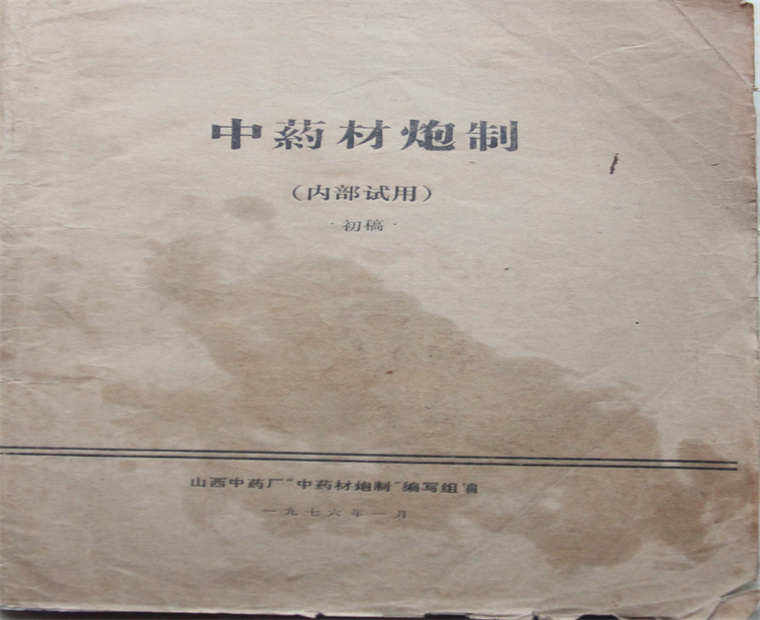 中药材炮制
（内部试用）
·初稿·
山西中药厂“中药材炮制”编写组编
一九七六年一月